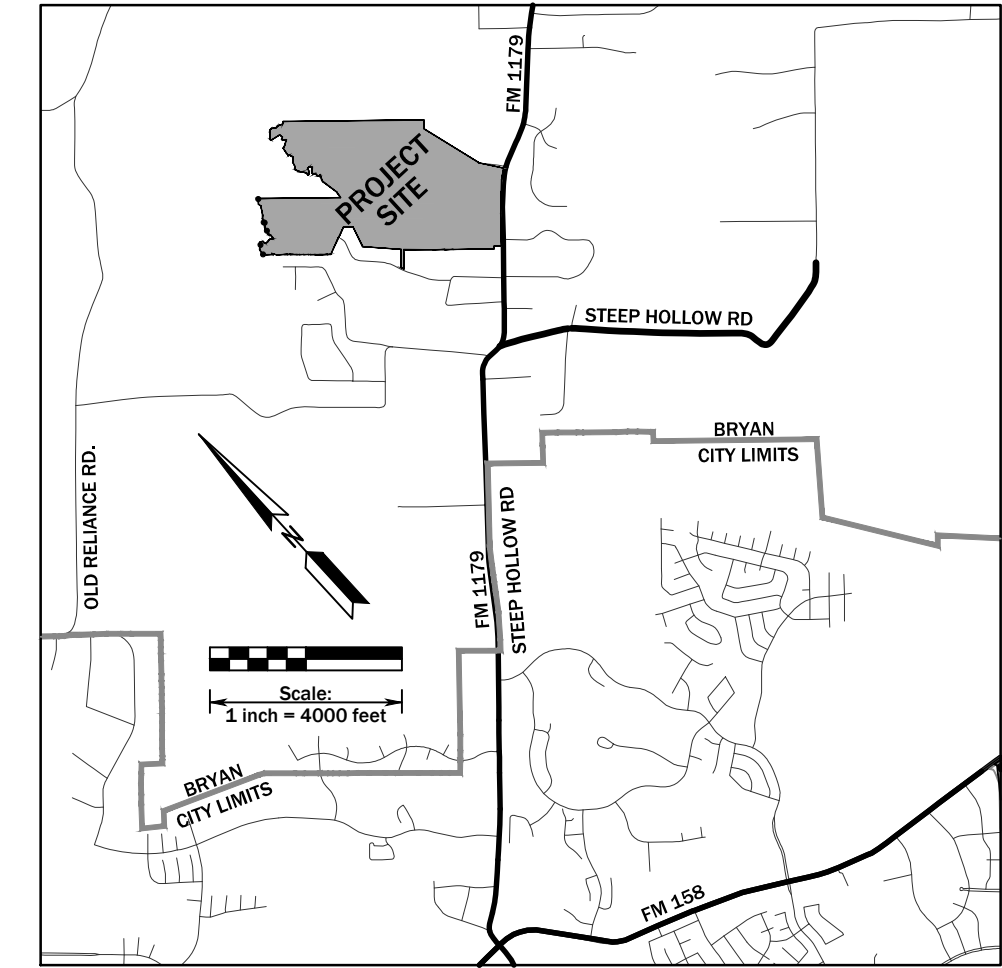 FM 1179
PROJECT
SITE
STEEP HOLLOW RD
BRYAN
CITY LIMITS
OLD RELIANCE RD.
N
FM 1179
STEEP HOLLOW RD
Scale:
1 inch = 4000 feet
BRYAN
CITY LIMITS
FM 158